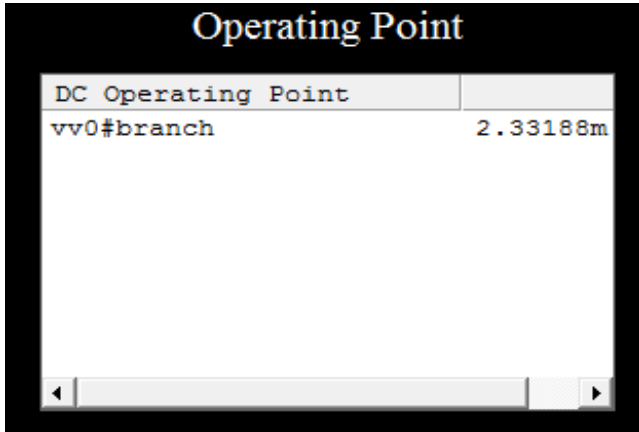 Operating Point
DC Operating Point
vv0#branch 2.33188m